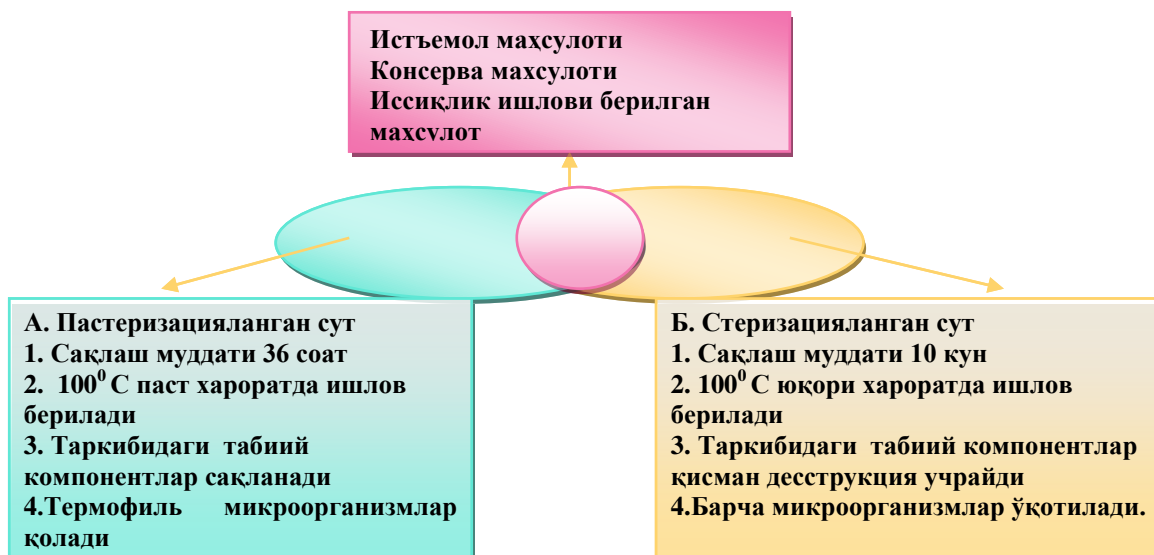 Истъемол маҳсулоти
Консерва махсулоти
Иссиқлик ишлови берилган
маҳсулот
А. Пастеризацияланган сут
1. Сақлаш муддати 36 соат
2. 100⁰ С паст хароратда ишлов
берилади
3. Таркибидаги табиий
компонентлар сақланади
4.Термофиль микроорганизмлар
қолади
Б. Стеризацияланган сут
1. Сақлаш муддати 10 кун
2. 100⁰ С юқори хароратда ишлов
берилади
3. Таркибидаги табиий компонентлар
қисман десструкция учрайди
4.Барча микроорганизмлар ўқотилади.